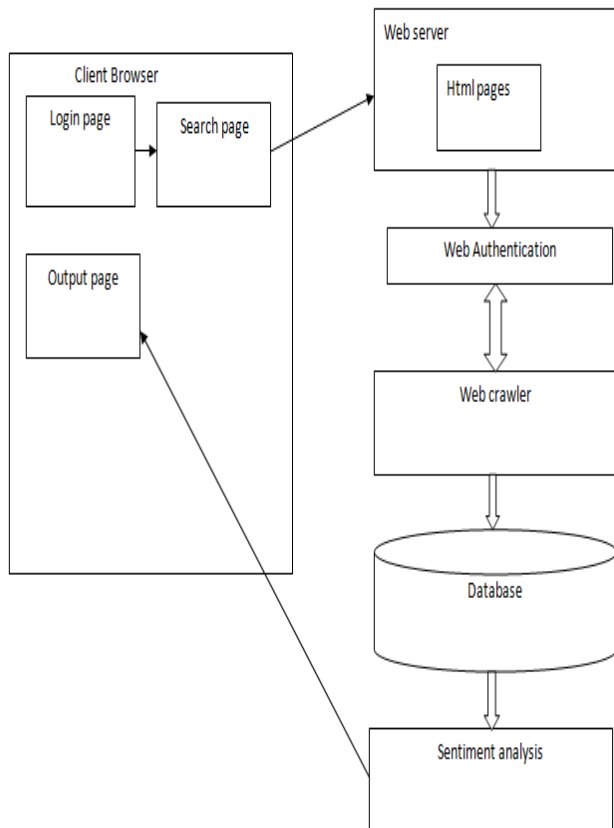 Client Browser
Login page
Search page
Output page
Web server
Html pages
Web Authentication
Web crawler
Database
Sentiment analysis